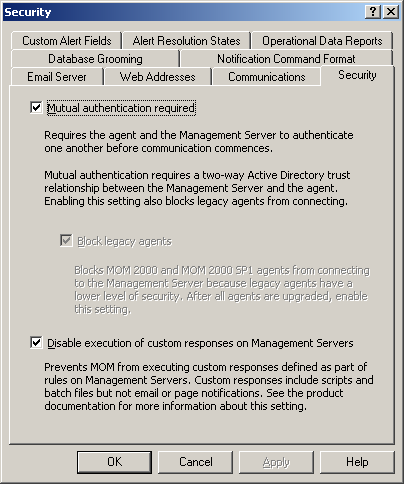 Security
Custom Alert Fields
Alert Resolution States
Operational Data Reports
Database Grooming
Notification Command Format
Email Server
Web Addresses
Communications
Security
Mutual authentication required
Requires the agent and the Management Server to authenticate
one another before communication commences.
Mutual authentication requires a two-way Active Directory trust
relationship between the Management Server and the agent.
Enabling this setting also blocks legacy agents from connecting.
Block legacy agents
Blocks MOM 2000 and MOM 2000 SP1 agents from connecting
to the Management Server because legacy agents have a
lower level of security. After all agents are upgraded, enable
this setting.
Disable execution of custom responses on Management Servers
Prevents MOM from executing custom responses defined as part of
rules on Management Servers. Custom responses include scripts and
batch files but not email or page notifications. See the product
documentation for more information about this setting.
OK
Cancel
Apply
Help